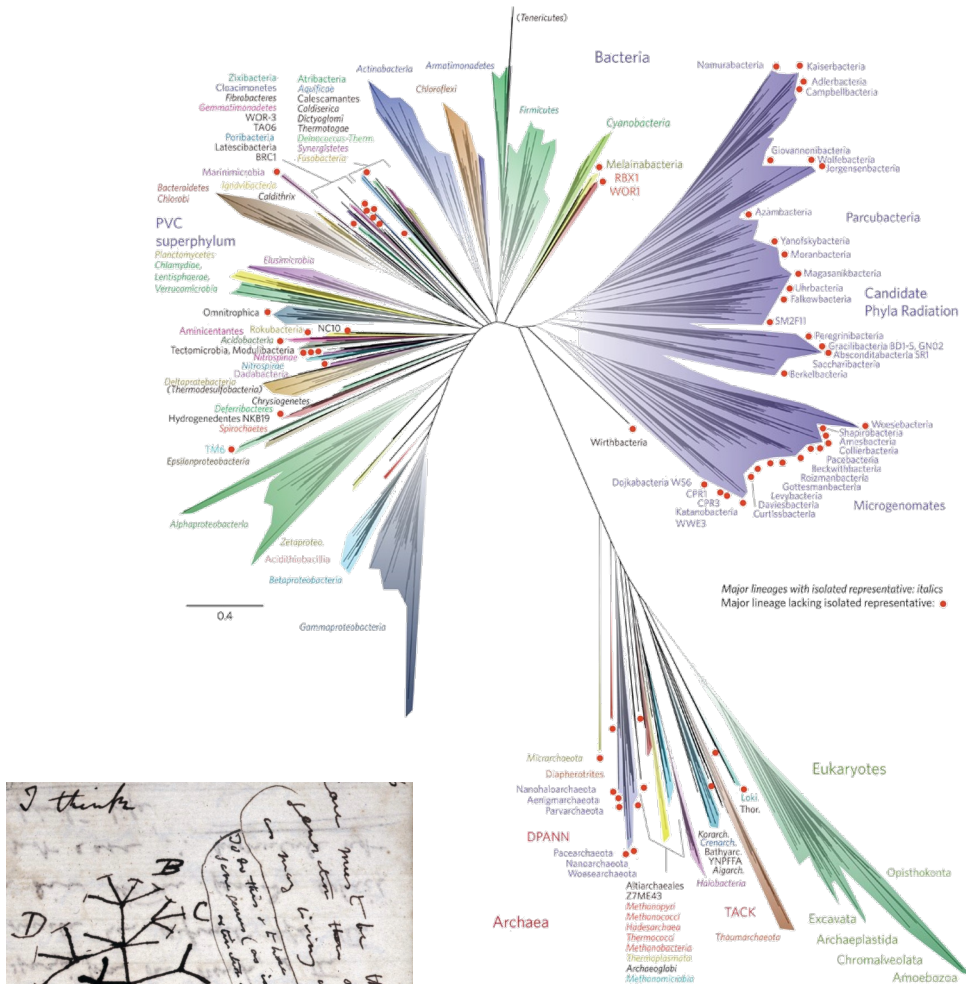 (Tenericutes)
Bacteria
Nomurabacteria
Kaiserbacteria
Adlerbacteria
Campbellbacteria
Zixibacteria
Cloacimonetes
Fibrobacteres
Gemmatimonadetes
WOR-3
TA06
Poribacteria
Latescibacteria
BRC1
Atribacteria
Aquificae
Calescamantes
Caldiserica
Dictyoglomi
Thermotogae
Deinococcus-Therm.
Synergistetes
Fusobacteria
Actinobacteria
Armatimonadetes
Chloroflexi
Firmicutes
Cyanobacteria
Melainabacteria
RBX1
WOR1
Giovannonibacteria
Wolfebacteria
Jorgensenbacteria
Marinimicrobia
Bacteroidetes
Chlorobi
Ignavibacteria
Caldithrix
Azambacteria
Parcubacteria
PVC
superphylum
Planctomycetes
Chlamydiae,
Lentisphaerae,
Verrucomicrobia
Elusimicrobia
Yanofskybacteria
Moranbacteria
Magasanikbacteria
Uhrbacteria
Falkowbacteria
Candidate
Phyla Radiation
SM2F11
Omnitrophica
Aminicentantes
Rokubacteria
NC10
Acidobacteria
Tectomicrobia, Modulibacteria
Nitrospinae
Nitrospirae
Dadabacteria
Deltaprotebacteria
(Thermodesulfobacteria)
Chrysiogenetes
Deferribacteres
Hydrogenedentes NKB19
Spirochaetes
TM6
Epsilonproteobacteria
Peregrinibacteria
Gracilibacteria BD1-5, GN02
Absconditabacteria SR1
Saccharibacteria
Berkelbacteria
Woesebacteria
Shapirobacteria
Amesbacteria
Collierbacteria
Pacebacteria
Beckwithbacteria
Roizmanbacteria
Gottesmanbacteria
Levybacteria
Daviesbacteria
Curtissbacteria
Microgenomates
Wirthbacteria
Dojkabacteria WS6
CPR1
CPR3
Katanobacteria
WWE3
Alphaproteobacteria
Zetaproteo.
Acidithiobacillia
Betaproteobacteria
Gammaproteobacteria
0.4
Major lineages with isolated representative: italics
Major lineage lacking isolated representative:
Micrarchaeota
Diapherotrites
Nanohaloarchaeota
Aenigmarchaeota
Parvarchaeota
DPANN
Pacearchaeota
Nanoarchaeota
Woesearchaeota
Archaea
Altiarchaeales
Z7ME43
Methanopyri
Methanococci
Hadesarchaea
Thermococci
Methanobacteria
Thermoplasmata
Archaeoglobi
Methanomicrobia
Halobacteria
Korarch.
Crenarch.
Bathyarc.
YNPFFA
Aigarch.
TACK
Thaumarchaeota
Loki.
Thor.
Eukaryotes
Opisthokonta
Excavata
Archaeplastida
Chromalveolata
Amoebozoa
I think
B
C
D